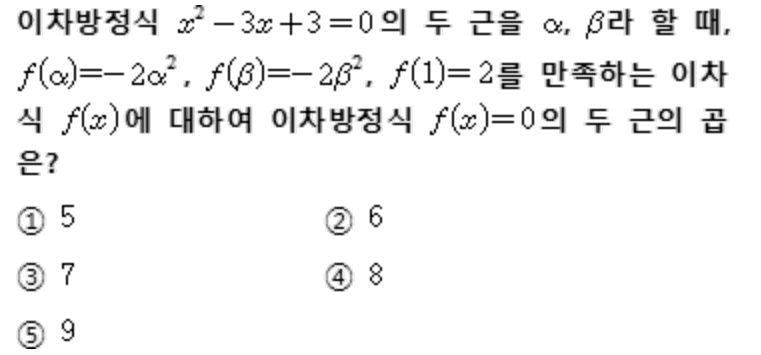 이차방정식 x² − 3x + 3 = 0의 두 근을 α, β라 할 때,
f(α)=−2α², f(β)=−2β², f(1)=2를 만족하는 이차
식 f(x)에 대하여 이차방정식 f(x)=0의 두 근의 곱
은?
① 5 ② 6
③ 7 ④ 8
⑤ 9